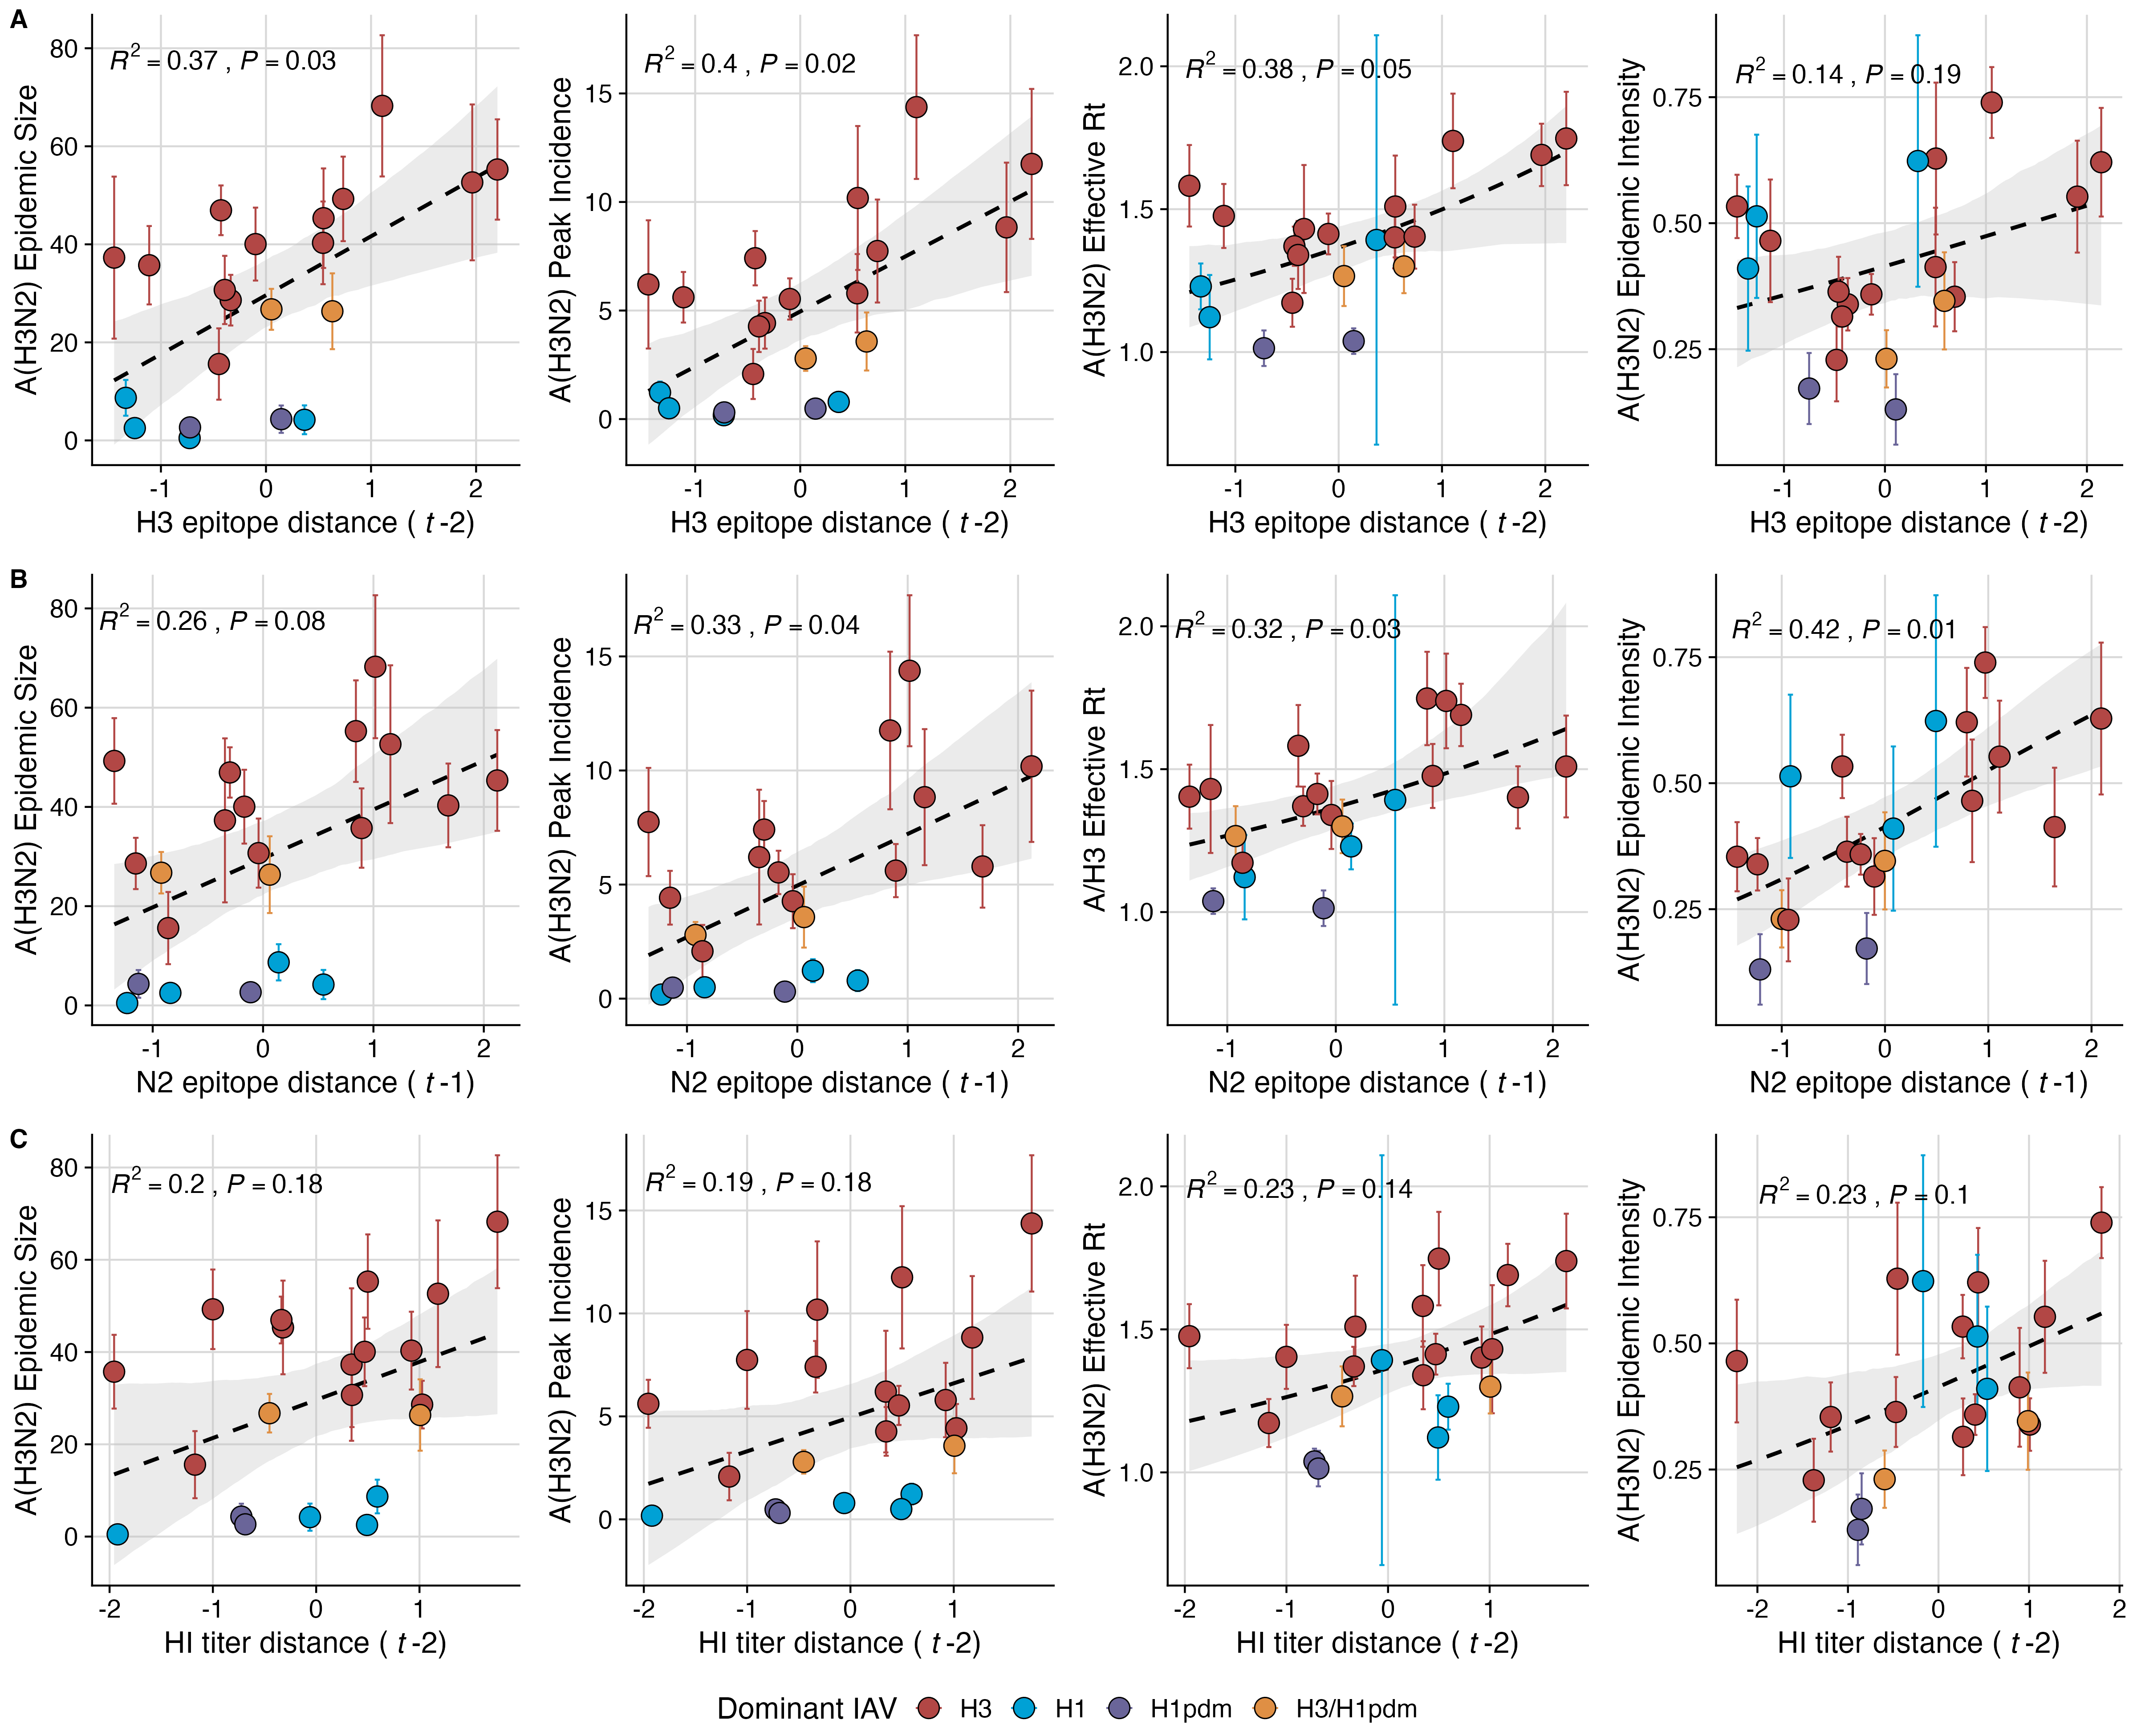 A
R² = 0.37 , P = 0.03
A(H3N2) Epidemic Size
80
60
40
20
0
-1 0 1 2
H3 epitope distance ( t -2)
R² = 0.4 , P = 0.02
A(H3N2) Peak Incidence
15
10
5
0
-1 0 1 2
H3 epitope distance ( t -2)
R² = 0.38 , P = 0.05
A(H3N2) Effective Rt
2.0
1.5
1.0
-1 0 1 2
H3 epitope distance ( t -2)
R² = 0.14 , P = 0.19
A(H3N2) Epidemic Intensity
0.75
0.50
0.25
-1 0 1 2
H3 epitope distance ( t -2)
B
R² = 0.26 , P = 0.08
A(H3N2) Epidemic Size
80
60
40
20
0
-1 0 1 2
N2 epitope distance ( t -1)
R² = 0.33 , P = 0.04
A(H3N2) Peak Incidence
15
10
5
0
-1 0 1 2
N2 epitope distance ( t -1)
R² = 0.32 , P = 0.03
A/H3 Effective Rt
2.0
1.5
1.0
-1 0 1 2
N2 epitope distance ( t -1)
R² = 0.42 , P = 0.01
A(H3N2) Epidemic Intensity
0.75
0.50
0.25
-1 0 1 2
N2 epitope distance ( t -1)
C
R² = 0.2 , P = 0.18
A(H3N2) Epidemic Size
80
60
40
20
0
-2 -1 0 1
HI titer distance ( t -2)
R² = 0.19 , P = 0.18
A(H3N2) Peak Incidence
15
10
5
0
-2 -1 0 1
HI titer distance ( t -2)
R² = 0.23 , P = 0.14
A(H3N2) Effective Rt
2.0
1.5
1.0
-2 -1 0 1
HI titer distance ( t -2)
R² = 0.23 , P = 0.1
A(H3N2) Epidemic Intensity
0.75
0.50
0.25
-2 -1 0 1 2
HI titer distance ( t -2)
Dominant IAV H3 H1 H1pdm H3/H1pdm